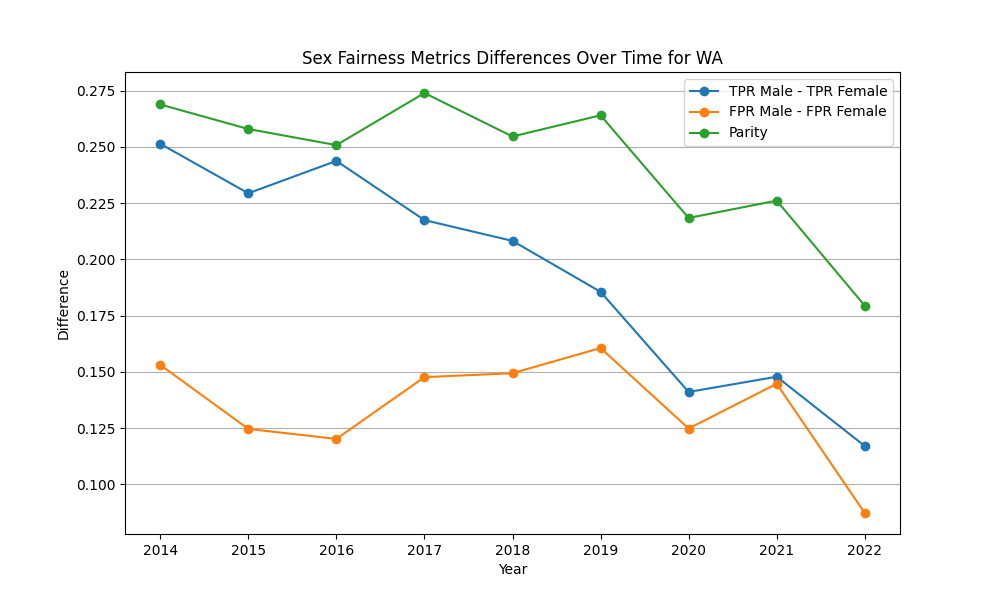 Sex Fairness Metrics Differences Over Time for WA
TPR Male - TPR Female
FPR Male - FPR Female
Parity
0.275
0.250
0.225
0.200
0.175
0.150
0.125
0.100
Difference
2014 2015 2016 2017 2018 2019 2020 2021 2022
Year